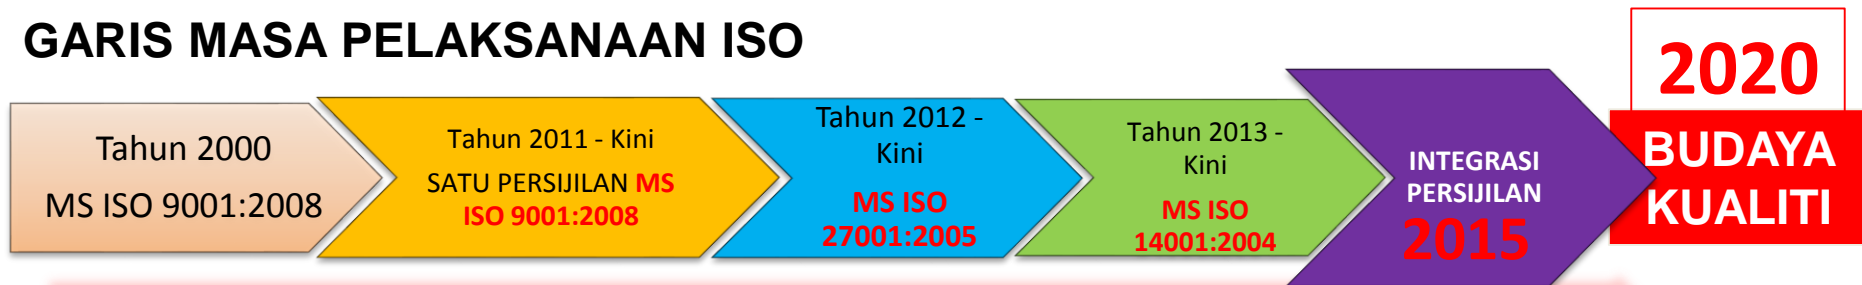 GARIS MASA PELAKSANAAN ISO
Tahun 2000
MS ISO 9001:2008
Tahun 2011 - Kini
SATU PERSIJILAN MS
ISO 9001:2008
Tahun 2012 -
Kini
MS ISO
27001:2005
Tahun 2013 -
Kini
MS ISO
14001:2004
INTEGRASI
PERSIJILAN
2015
2020
BUDAYA
KUALITI